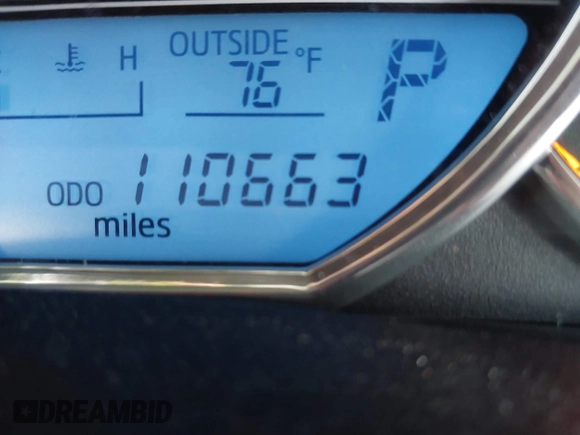 H OUTSIDE 76 °F P
ODO 110663
miles
DREAMBID